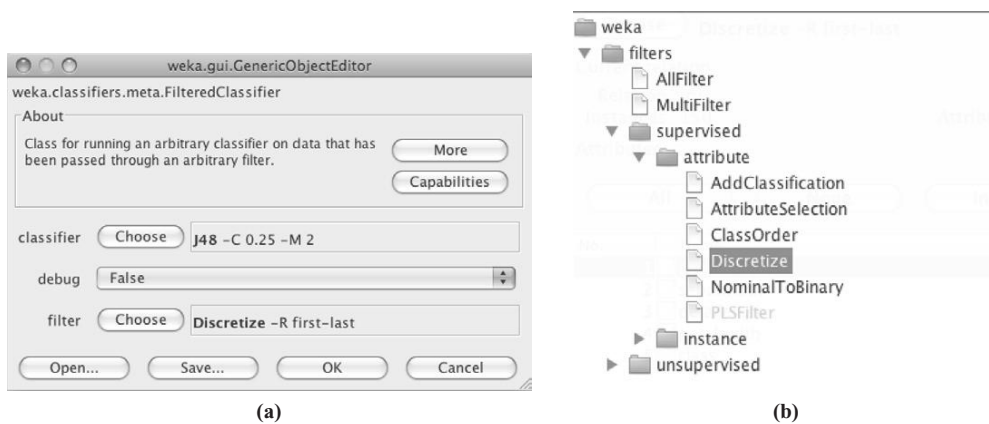 weka.gui.GenericObjectEditor
weka.classifiers.meta.FilteredClassifier
About
Class for running an arbitrary classifier on data that has
been passed through an arbitrary filter.
More
Capabilities
classifier Choose J48 -C 0.25 -M 2
debug False
filter Choose Discretize -R first-last
Open... Save... OK Cancel
(a)
weka
filters
AllFilter
MultiFilter
supervised
attribute
AddClassification
AttributeSelection
ClassOrder
Discretize
NominalToBinary
PLSFilter
instance
unsupervised
(b)